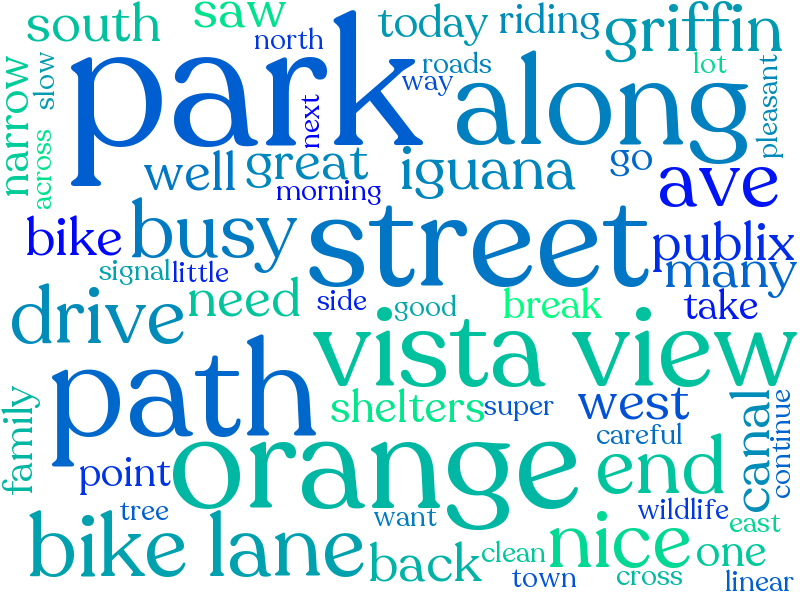 south
saw
north
today
riding
griffin
narrow
slow
park
roads
way
along
lot
pleasant
across
next
well
great
iguana
go
ave
morning
bike
busy
street
publix
many
signal
little
drive
need
side
good
break
take
vista view
path
family
shelters
super
west
careful
canal
continue
point
orange
end
tree
want
wildlife
bike lane
back
clean
nice
east
one
town
cross
linear